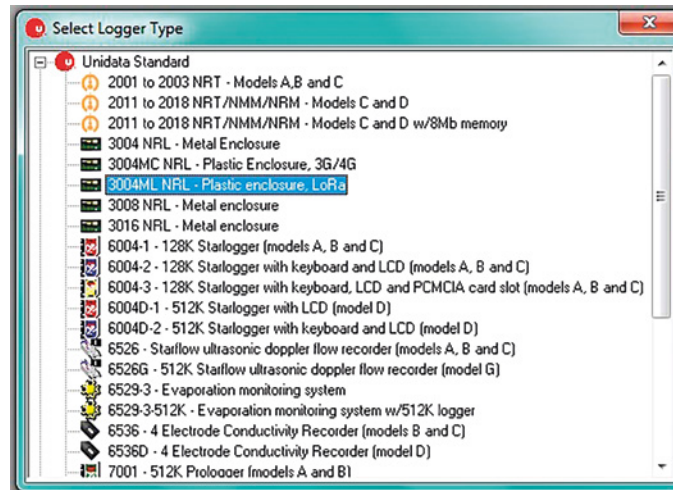 Select Logger Type
Unidata Standard
2001 to 2003 NRT - Models A,B and C
2011 to 2018 NRT/NMM/NRM - Models C and D
2011 to 2018 NRT/NMM/NRM - Models C and D w/8Mb memory
3004 NRL - Metal Enclosure
3004MC NRL - Plastic Enclosure, 3G/4G
3004ML NRL - Plastic enclosure, LoRa
3008 NRL - Metal enclosure
3016 NRL - Metal enclosure
6004-1 - 128K Starlogger (models A, B and C)
6004-2 - 128K Starlogger with keyboard and LCD (models A, B and C)
6004-3 - 128K Starlogger with keyboard, LCD and PCMCIA card slot (models A, B and C)
6004D-1 - 512K Starlogger with LCD (model D)
6004D-2 - 512K Starlogger with keyboard and LCD (model D)
6526 - Starflow ultrasonic doppler flow recorder (models A, B and C)
6526G - 512K Starflow ultrasonic doppler flow recorder (model G)
6529-3 - Evaporation monitoring system
6529-3-512K - Evaporation monitoring system w/512K logger
6536 - 4 Electrode Conductivity Recorder (models B and C)
6536D - 4 Electrode Conductivity Recorder (model D)
7001 - 512K Prologger (models A and B)